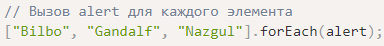 // Вызов alert для каждого элемента
["Bilbo", "Gandalf", "Nazgul"].forEach(alert);